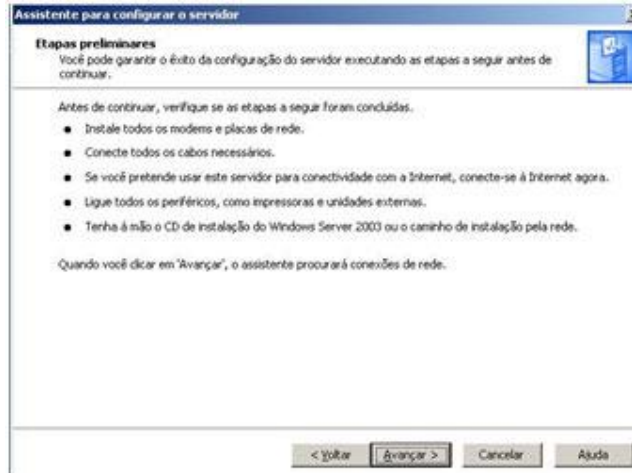 Assistente para configurar o servidor
Etapas preliminares
Você pode garantir o êxito da configuração do servidor executando as etapas a seguir antes de
continuar.
Antes de continuar, verifique se as etapas a seguir foram concluídas.
Instale todos os modems e placas de rede.
Conecte todos os cabos necessários.
Se você pretende usar este servidor para conectividade com a Internet, conecte-se à Internet agora.
Ligue todos os periféricos, como impressoras e unidades externas.
Tenha à mão o CD de instalação do Windows Server 2003 ou o caminho de instalação pela rede.
Quando você clicar em 'Avançar', o assistente procurará conexões de rede.
< Voltar Avançar > Cancelar Ajuda